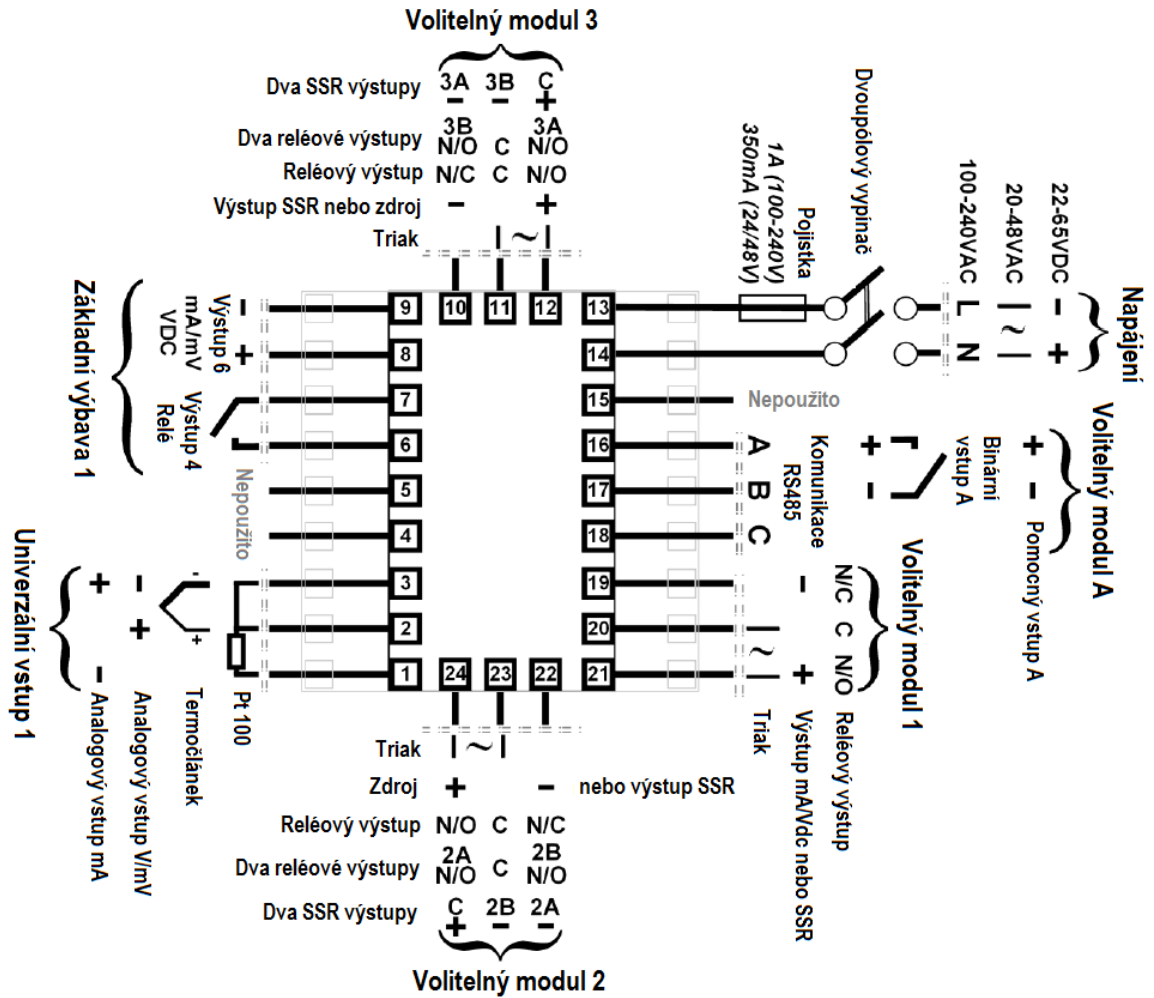 Volitelný modul 3
Dva SSR výstupy 3A 3B C
- - +
Dva reléové výstupy 3B 3A
N/O C N/O
Reléový výstup N/C C N/O
Výstup SSR nebo zdroj - +
Triak ~
10 11 12
9
8
7
6
5
4
3
2
1
13
14
15
16
17
18
19
20
21
24 23 22
Základní výbava 1
- +
Výstup 6
mA/mV
VDC
Výstup 4
Relé
Nepoužito
Univerzální vstup 1
Pt 100
- +
Termočlánek
- +
Analogový vstup V/mV
+ -
Analogový vstup mA
Napájení
22-65VDC - +
20-48VAC ~
100-240VAC L N
Dvoupólový vypínač
Pojistka
1A (100-240V)
350mA (24/48V)
Nepoužito
Volitelný modul A
A B C
Komunikace
RS485
+ -
Binární
vstup A
+ - Pomocný vstup A
Volitelný modul 1
N/C C N/O Reléový výstup
- + Výstup mA/Vdc nebo SSR
~ Triak
Triak ~
Zdroj + - nebo výstup SSR
Reléový výstup N/O C N/C
Dva reléové výstupy 2A 2B
N/O C N/O
Dva SSR výstupy C 2B 2A
+ - -
Volitelný modul 2